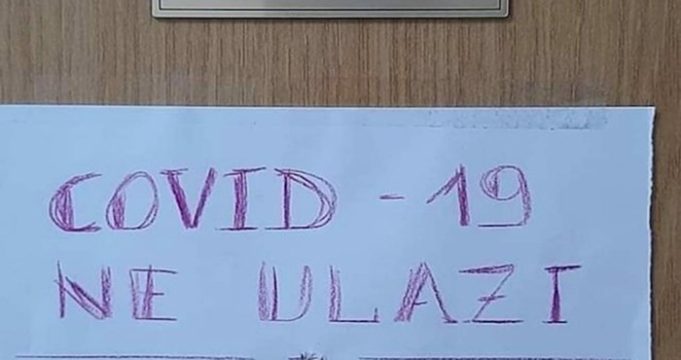 COVID - 19
NE ULAZI